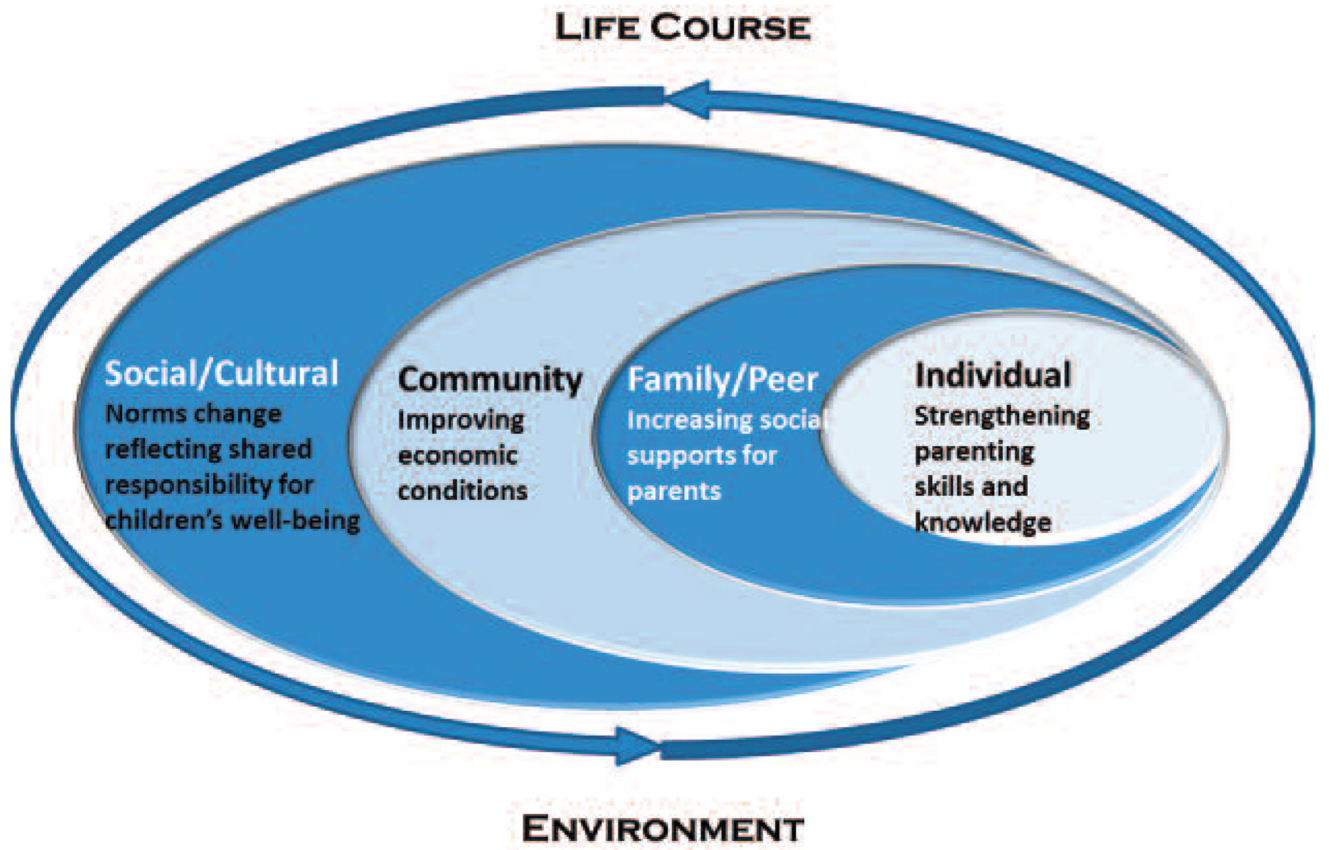 LIFE COURSE
Social/Cultural
Norms change
reflecting shared
responsibility for
children's well-being
Community
Improving
economic
conditions
Family/Peer
Increasing social
supports for
parents
Individual
Strengthening
parenting
skills and
knowledge
ENVIRONMENT